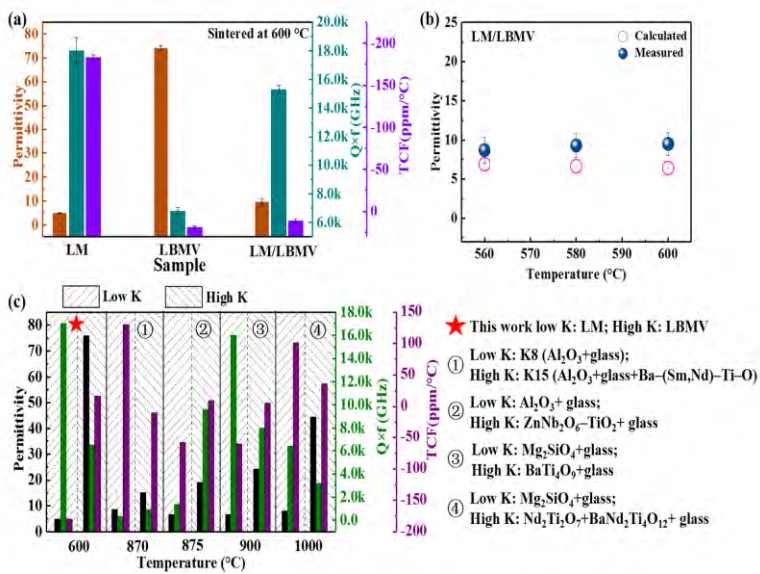 (a)
Sintered at 600 °C
80
70
60
50
40
30
20
10
0
Permittivity
LM
LBMV
LM/LBMV
Sample
20.0k
18.0k
16.0k
14.0k
12.0k
10.0k
8.0k
6.0k
Q×f (GHz)
-200
-150
-100
-50
0
TCF(ppm/°C)
(b)
LM/LBMV
Calculated
Measured
25
20
15
10
5
0
Permittivity
560
570
580
590
600
Temperature (°C)
(c)
Low K
High K
① ② ③ ④
80
70
60
50
40
30
20
10
0
Permittivity
600
870
875
900
1000
Temperature (°C)
18.0k
16.0k
14.0k
12.0k
10.0k
8.0k
6.0k
4.0k
2.0k
0.0
Q×f (GHz)
150
100
50
0
-50
-100
-150
-200
TCF(ppm/°C)
This work low K: LM; High K: LBMV
① Low K: K8 (Al₂O₃+glass);
High K: K15 (Al₂O₃+glass+Ba–(Sm,Nd)–Ti–O)
② Low K: Al₂O₃+ glass;
High K: ZnNb₂O₆–TiO₂+ glass
③ Low K: Mg₂SiO₄+glass;
High K: BaTi₄O₉+glass
④ Low K: Mg₂SiO₄+glass;
High K: Nd₂Ti₂O₇+BaNd₂Ti₄O₁₂+ glass